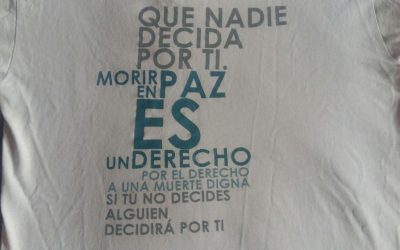 QUE NADIE
DECIDA
POR TI.
MORIR
EN PAZ
ES
UN DERECHO
POR EL DERECHO
A UNA MUERTE DIGNA
SI TÚ NO DECIDES
ALGUIEN
DECIDIRÁ POR TI